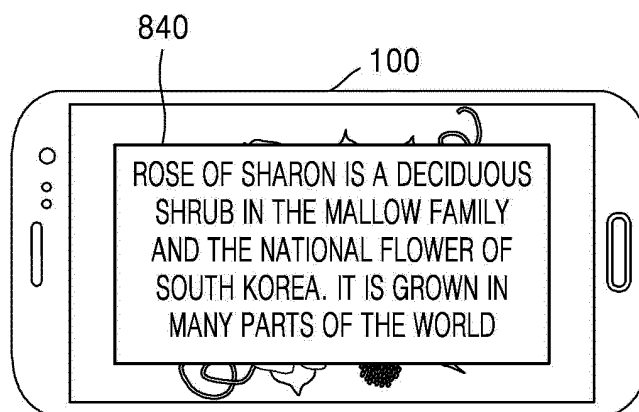 840
100
ROSE OF SHARON IS A DECIDUOUS
SHRUB IN THE MALLOW FAMILY
AND THE NATIONAL FLOWER OF
SOUTH KOREA. IT IS GROWN IN
MANY PARTS OF THE WORLD